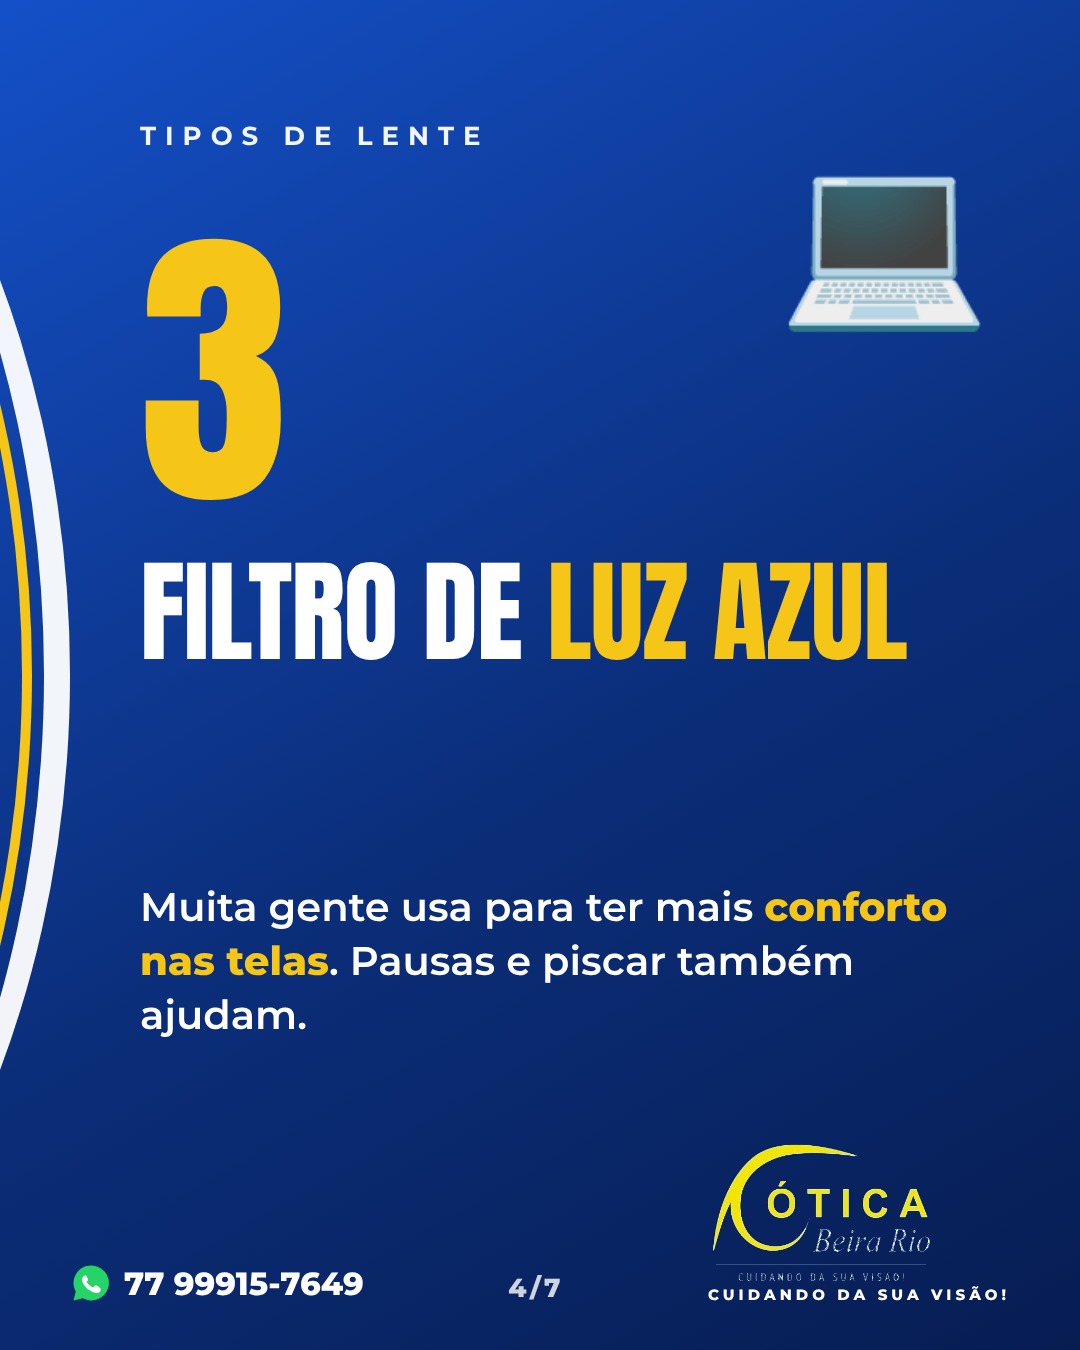 TIPOS DE LENTE
3
FILTRO DE LUZ AZUL
Muita gente usa para ter mais conforto
nas telas. Pausas e piscar também
ajudam.
ÓTICA
Beira Rio
CUIDANDO DA SUA VISÃO!
CUIDANDO DA SUA VISÃO!
77 99915-7649
4/7